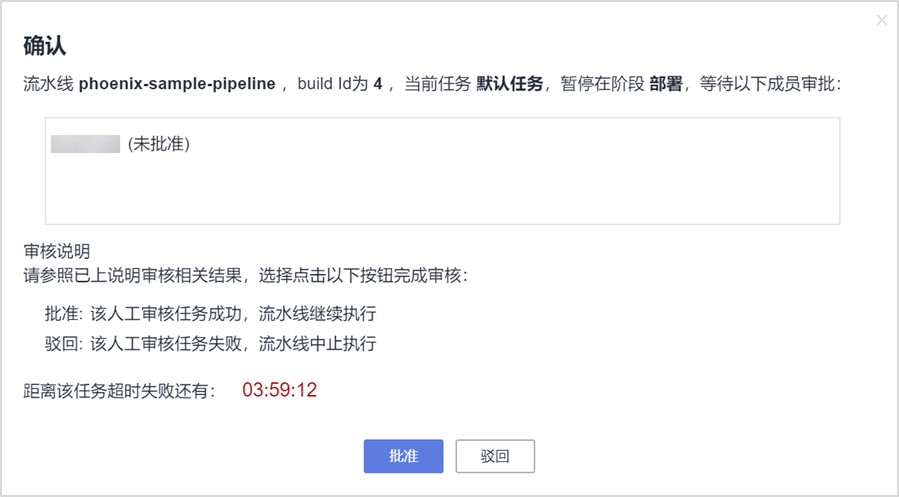 确认
流水线 phoenix-sample-pipeline ，build Id为 4 ，当前任务 默认任务，暂停在阶段 部署，等待以下成员审批：
(未批准)
审核说明
请参照已上说明审核相关结果，选择点击以下按钮完成审核：
批准: 该人工审核任务成功，流水线继续执行
驳回: 该人工审核任务失败，流水线中止执行
距离该任务超时失败还有： 03:59:12
批准 驳回